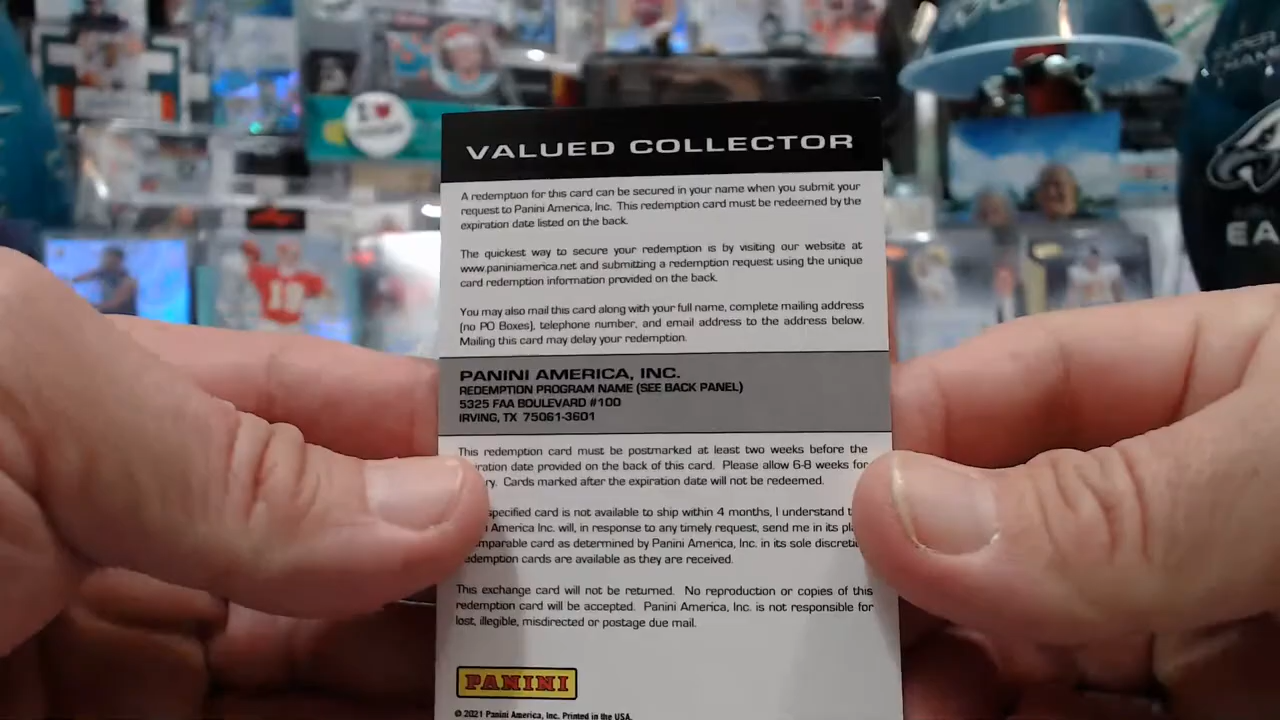 VALUED COLLECTOR
A redemption for this card can be secured in your name when you submit your
request to Panini America, Inc. This redemption card must be redeemed by the
expiration date listed on the back.
The quickest way to secure your redemption is by visiting our website at
www.paniniamerica.net and submitting a redemption request using the unique
card redemption information provided on the back.
You may also mail this card along with your full name, complete mailing address
(no PO Boxes), telephone number, and email address to the address below.
Mailing this card may delay your redemption.
PANINI AMERICA, INC.
REDEMPTION PROGRAM NAME (SEE BACK PANEL)
5325 FAA BOULEVARD #100
IRVING, TX 75061-3601
This redemption card must be postmarked at least two weeks before the
date provided on the back of this card. Please allow 6-8 weeks for
Cards marked after the expiration date will not be redeemed.
specified card is not available to ship within 4 months, I understand
America Inc. will, in response to any timely request, send me in its
card as determined by Panini America, Inc. in its sole
cards are available as they are received.
This exchange card will not be returned. No reproduction or copies of this
redemption card will be accepted. Panini America, Inc. is not responsible for
lost, illegible, misdirected or postage due mail.
PANINI
© 2021 Panini America, Inc. Printed in the USA.
I
SUPER
EA